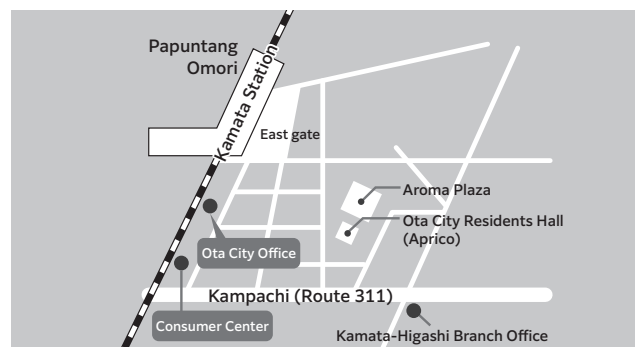 Papuntang
Omori
Kamata Station
East gate
Aroma Plaza
Ota City Residents Hall
(Aprico)
Ota City Office
Kampachi (Route 311)
Consumer Center
Kamata-Higashi Branch Office